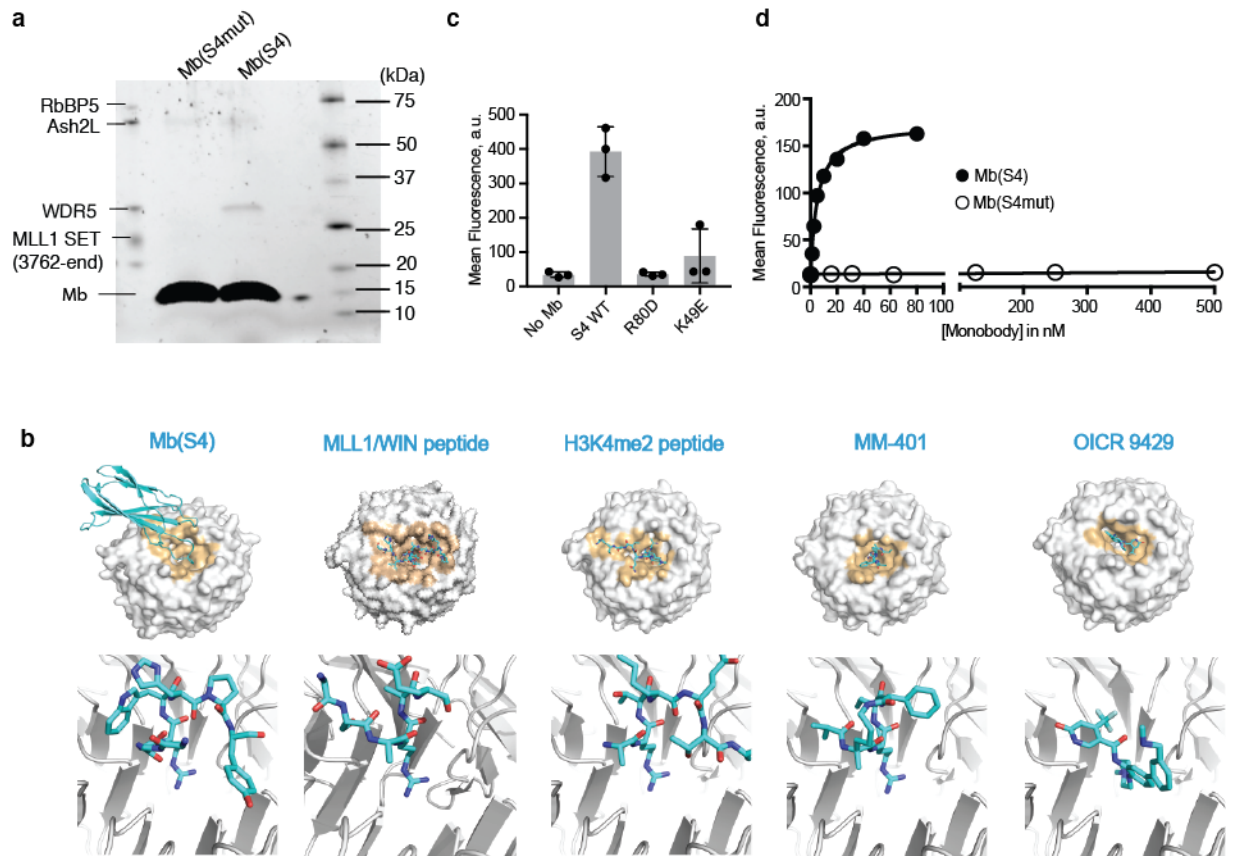 a
Mb(S4mut)
Mb(S4)
(kDa)
RbBP5
Ash2L
WDR5
MLL1 SET
(3762-end)
Mb
75
50
37
25
20
15
10
c
Mean Fluorescence, a.u.
500
400
300
200
100
0
No Mb
S4 WT
R80D
K49E
d
Mean Fluorescence, a.u.
200
150
100
50
0
Mb(S4)
Mb(S4mut)
0 20 40 60 80 100 200 300 400 500
[Monobody] in nM
b
Mb(S4)
MLL1/WIN peptide
H3K4me2 peptide
MM-401
OICR 9429